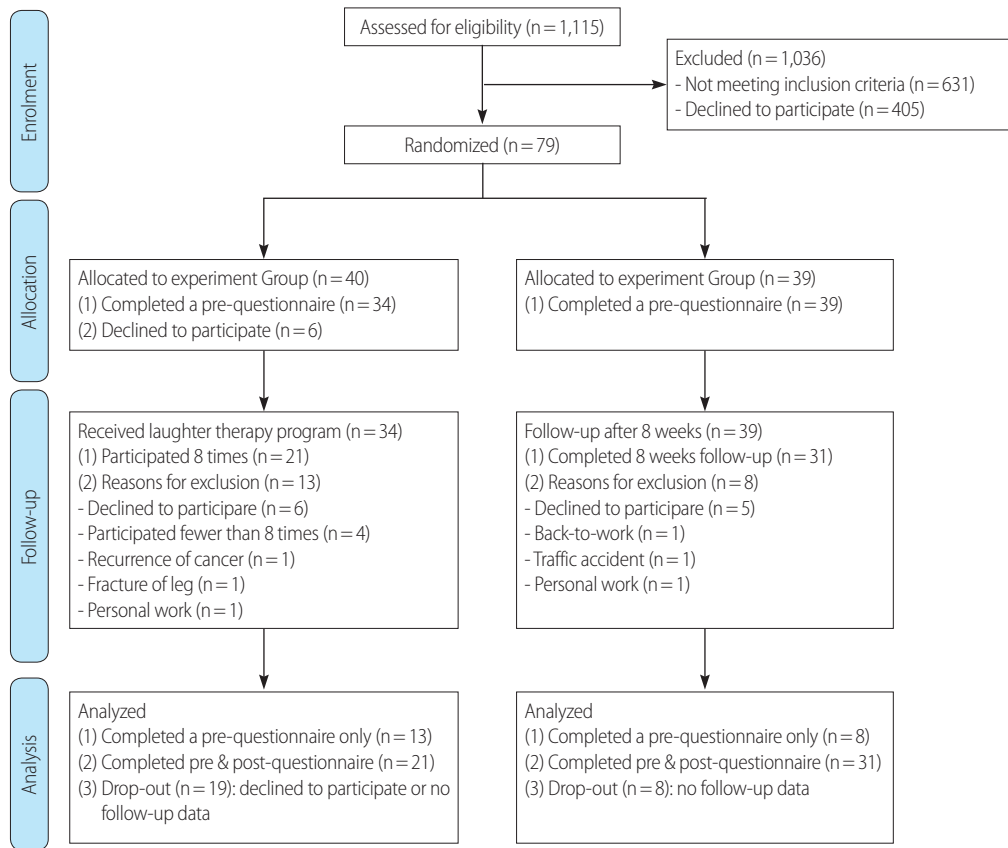 Enrolment
Assessed for eligibility (n = 1,115)
Excluded (n = 1,036)
- Not meeting inclusion criteria (n = 631)
- Declined to participate (n = 405)
Randomized (n = 79)
Allocation
Allocated to experiment Group (n = 40)
(1) Completed a pre-questionnaire (n = 34)
(2) Declined to participate (n = 6)
Allocated to experiment Group (n = 39)
(1) Completed a pre-questionnaire (n = 39)
Follow-up
Received laughter therapy program (n = 34)
(1) Participated 8 times (n = 21)
(2) Reasons for exclusion (n = 13)
- Declined to participare (n = 6)
- Participated fewer than 8 times (n = 4)
- Recurrence of cancer (n = 1)
- Fracture of leg (n = 1)
- Personal work (n = 1)
Follow-up after 8 weeks (n = 39)
(1) Completed 8 weeks follow-up (n = 31)
(2) Reasons for exclusion (n = 8)
- Declined to participare (n = 5)
- Back-to-work (n = 1)
- Traffic accident (n = 1)
- Personal work (n = 1)
Analysis
Analyzed
(1) Completed a pre-questionnaire only (n = 13)
(2) Completed pre & post-questionnaire (n = 21)
(3) Drop-out (n = 19): declined to participate or no
follow-up data
Analyzed
(1) Completed a pre-questionnaire only (n = 8)
(2) Completed pre & post-questionnaire (n = 31)
(3) Drop-out (n = 8): no follow-up data